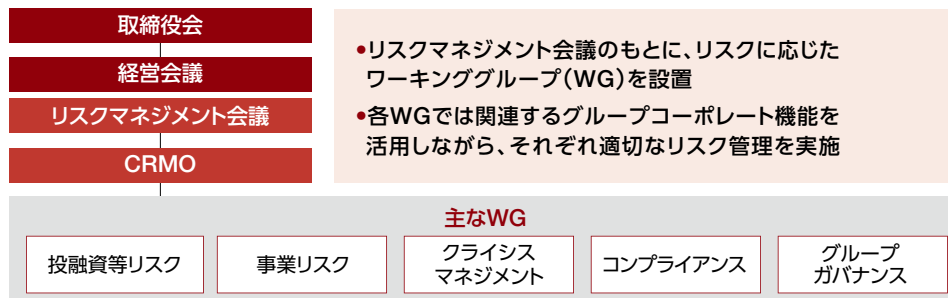 取締役会
経営会議
リスクマネジメント会議
CRMO
•リスクマネジメント会議のもとに、リスクに応じた
ワーキンググループ(WG)を設置
•各WGでは関連するグループコーポレート機能を
活用しながら、それぞれ適切なリスク管理を実施
主なWG
投融資等リスク
事業リスク
クライシス
マネジメント
コンプライアンス
グループ
ガバナンス